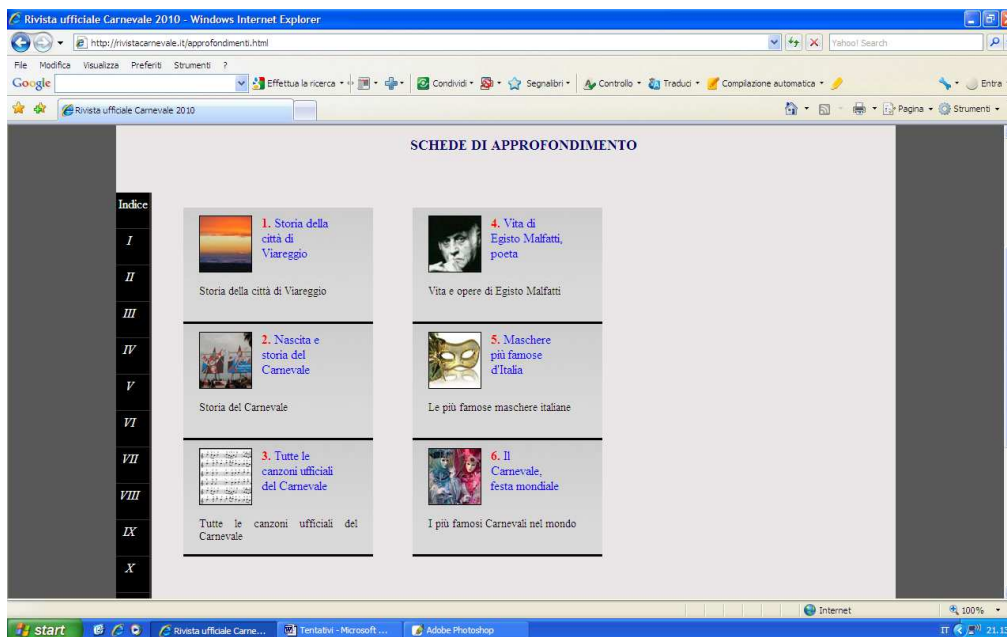 Rivista ufficiale Carnevale 2010 - Windows Internet Explorer
http://rivistacarnevale.it/approfondimenti.html
Yahoo! Search
File Modifica Visualizza Preferiti Strumenti ?
Google Effettua la ricerca Condividi Segnalibri Controllo Traduci Compilazione automatica Entra
Rivista ufficiale Carnevale 2010
Pagina Strumenti
SCHEDE DI APPROFONDIMENTO
Indice
I
II
III
IV
V
VI
VII
VIII
IX
X
1. Storia della
città di
Viareggio
Storia della città di Viareggio
2. Nascita e
storia del
Carnevale
Storia del Carnevale
3. Tutte le
canzoni ufficiali
del Carnevale
Tutte le canzoni ufficiali del
Carnevale
4. Vita di
Egisto Malfatti,
poeta
Vita e opere di Egisto Malfatti
5. Maschere
più famose
d'Italia
Le più famose maschere italiane
6. Il
Carnevale,
festa mondiale
I più famosi Carnevali nel mondo
Internet
100%
start
Rivista ufficiale Carne...
Tentativi - Microsoft ...
Adobe Photoshop
IT